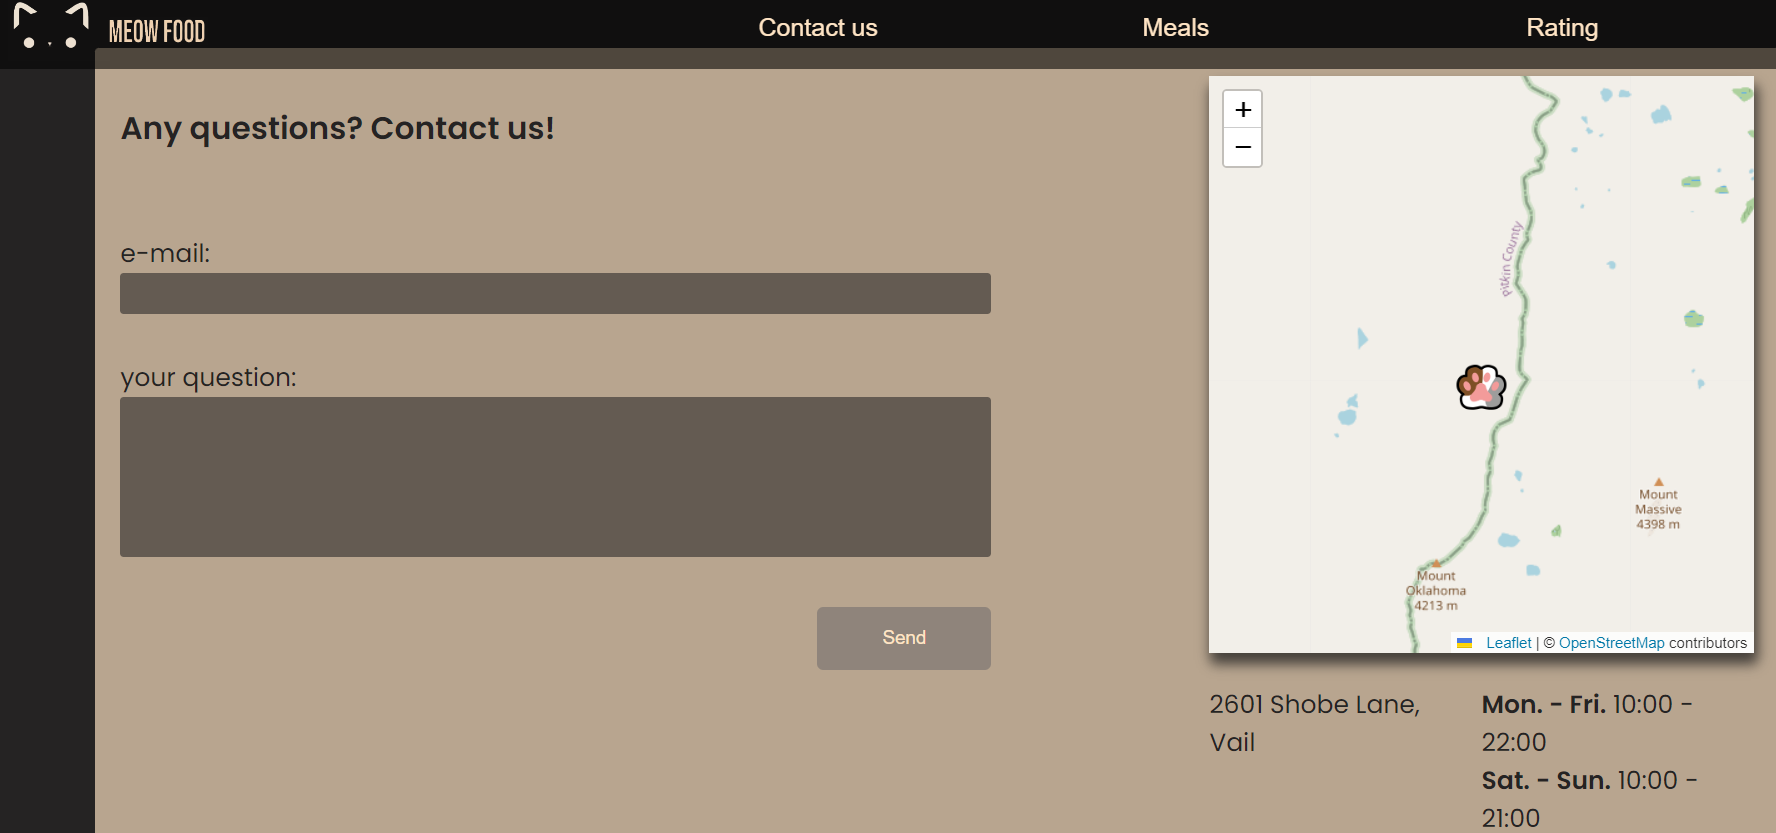 MEOW FOOD
Contact us
Meals
Rating
Any questions? Contact us!
e-mail:
your question:
Send
+
−
Pitkin County
Mount
Massive
4398 m
Mount
Oklahoma
4213 m
Leaflet | © OpenStreetMap contributors
2601 Shobe Lane,
Vail
Mon. - Fri. 10:00 -
22:00
Sat. - Sun. 10:00 -
21:00